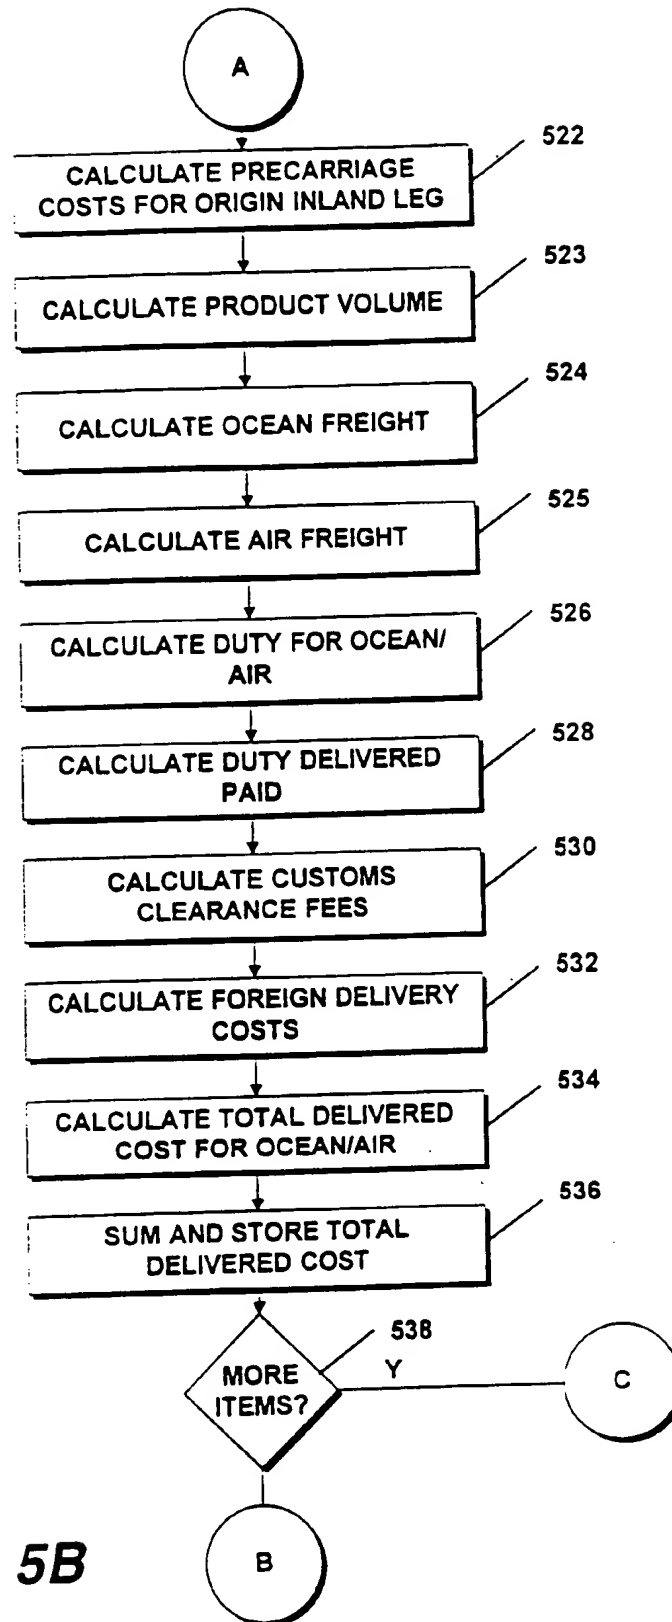 A
522
CALCULATE PRECARRIAGE
COSTS FOR ORIGIN INLAND LEG
523
CALCULATE PRODUCT VOLUME
524
CALCULATE OCEAN FREIGHT
525
CALCULATE AIR FREIGHT
526
CALCULATE DUTY FOR OCEAN/
AIR
528
CALCULATE DUTY DELIVERED
PAID
530
CALCULATE CUSTOMS
CLEARANCE FEES
532
CALCULATE FOREIGN DELIVERY
COSTS
534
CALCULATE TOTAL DELIVERED
COST FOR OCEAN/AIR
536
SUM AND STORE TOTAL
DELIVERED COST
538
MORE
ITEMS?
Y
C
B
5B